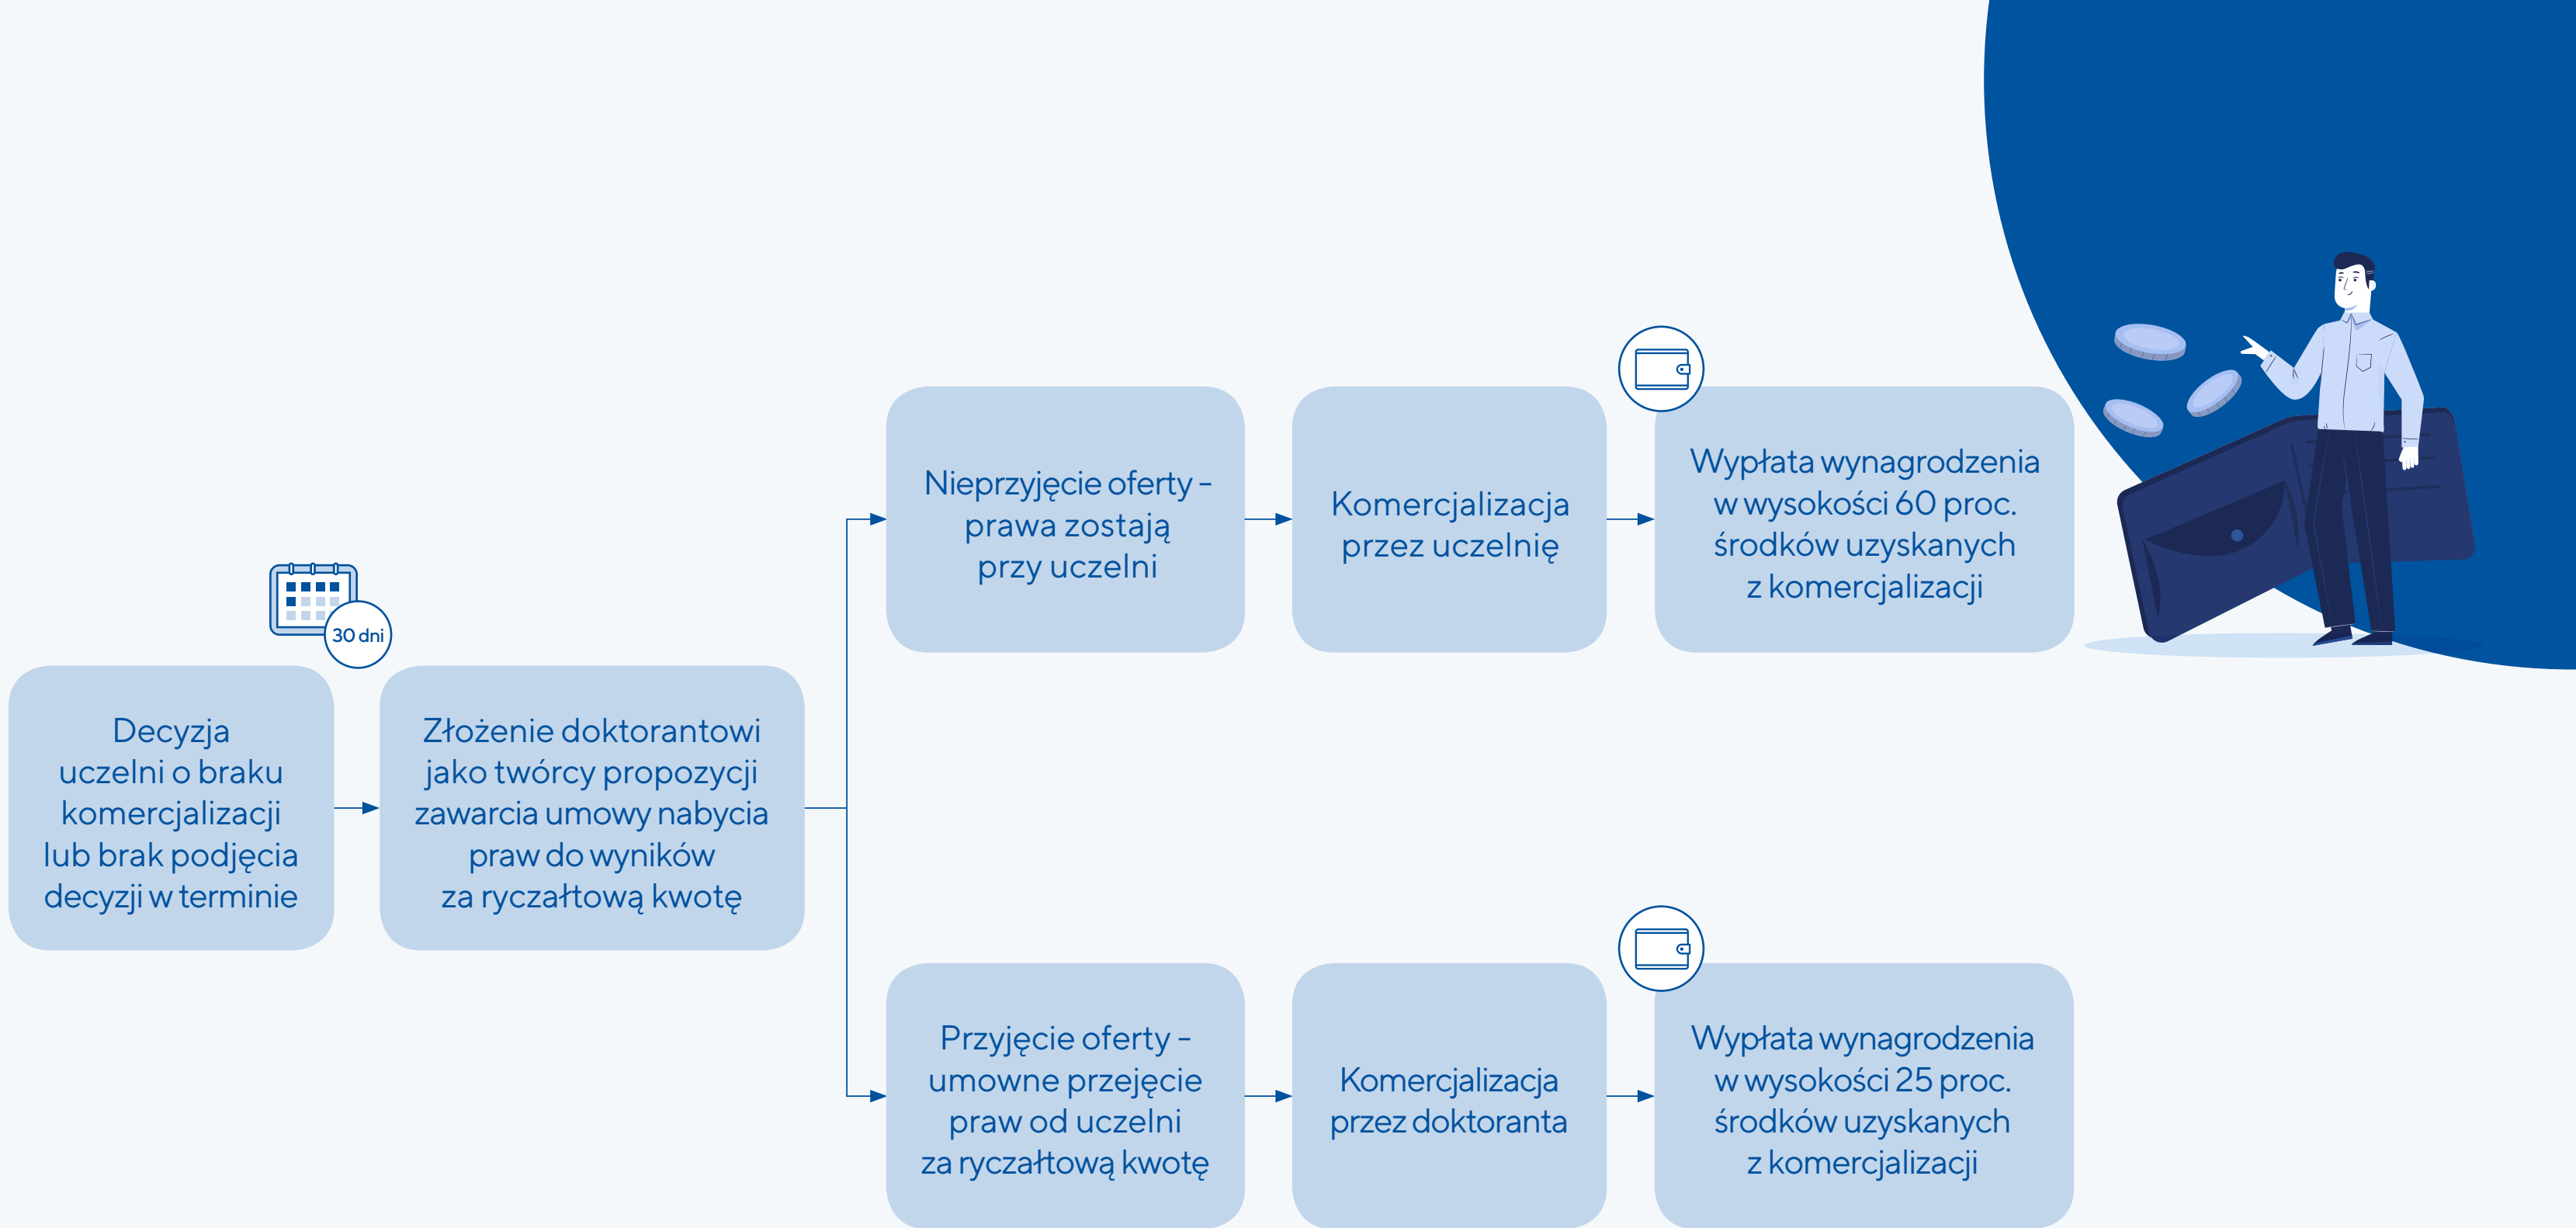 30 dni
Decyzja
uczelni o braku
komercjalizacji
lub brak podjęcia
decyzji w terminie
Złożenie doktorantowi
jako twórcy propozycji
zawarcia umowy nabycia
praw do wyników
za ryczałtową kwotę
Nieprzyjęcie oferty -
prawa zostają
przy uczelni
Komercjalizacja
przez uczelnię
Wypłata wynagrodzenia
w wysokości 60 proc.
środków uzyskanych
z komercjalizacji
Przyjęcie oferty -
umowne przejęcie
praw od uczelni
za ryczałtową kwotę
Komercjalizacja
przez doktoranta
Wypłata wynagrodzenia
w wysokości 25 proc.
środków uzyskanych
z komercjalizacji